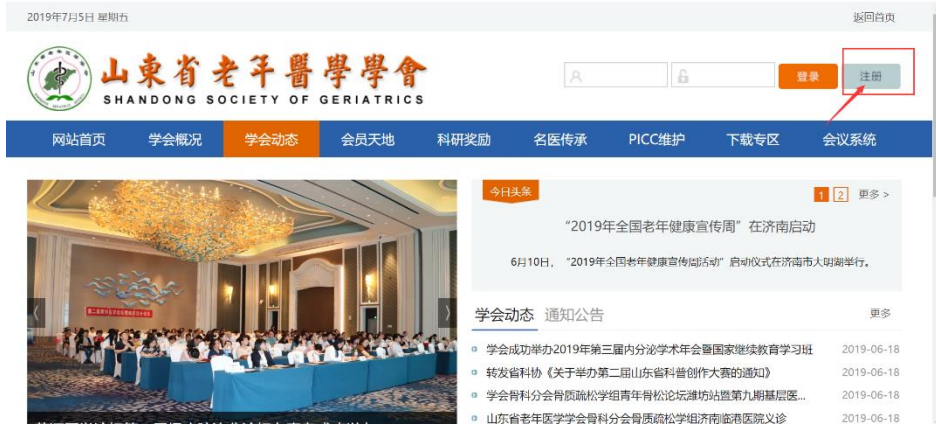 2019年7月5日 星期五
返回首页
山東省老年醫學學會
SHANDONG SOCIETY OF GERIATRICS
登录
注册
网站首页 学会概况 学会动态 会员天地 科研奖励 名医传承 PICC维护 下载专区 会议系统
今日头条
1 2 更多 >
“2019年全国老年健康宣传周”在济南启动
6月10日，“2019年全国老年健康宣传周活动”启动仪式在济南市大明湖举行。
学会动态 通知公告 更多
学会成功举办2019年第三届内分泌学术年会暨国家继续教育学习班 2019-06-18
转发省科协《关于举办第二届山东省科普创作大赛的通知》 2019-06-18
学会骨科分会骨质疏松学组青年骨松论坛潍坊站暨第九期基层医... 2019-06-18
山东省老年医学学会骨科分会骨质疏松学组济南临港医院义诊 2019-06-18